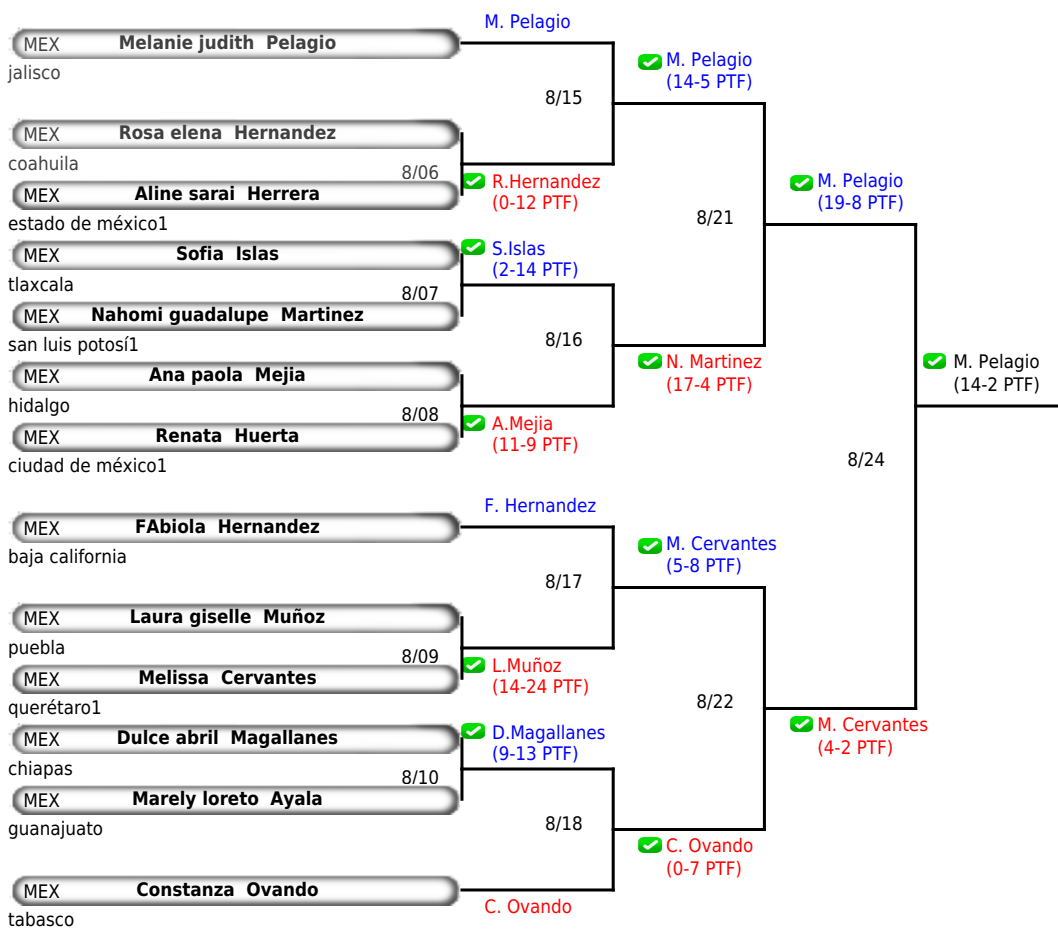 M. Pelagio
MEX Melanie judith Pelagio
jalisco
M. Pelagio
(14-5 PTF)
8/15
MEX Rosa elena Hernandez
coahuila
8/06
R.Hernandez
(0-12 PTF)
MEX Aline sarai Herrera
estado de méxico1
M. Pelagio
(19-8 PTF)
8/21
MEX Sofia Islas
tlaxcala
S.Islas
(2-14 PTF)
8/07
MEX Nahomi guadalupe Martinez
san luis potosí1
8/16
N. Martinez
(17-4 PTF)
M. Pelagio
(14-2 PTF)
MEX Ana paola Mejia
hidalgo
8/08
A.Mejia
(11-9 PTF)
MEX Renata Huerta
ciudad de méxico1
8/24
F. Hernandez
MEX FAbiola Hernandez
baja california
M. Cervantes
(5-8 PTF)
8/17
MEX Laura giselle Muñoz
puebla
8/09
L.Muñoz
(14-24 PTF)
MEX Melissa Cervantes
querétaro1
8/22
M. Cervantes
(4-2 PTF)
MEX Dulce abril Magallanes
chiapas
D.Magallanes
(9-13 PTF)
8/10
MEX Marely loreto Ayala
guanajuato
8/18
C. Ovando
(0-7 PTF)
MEX Constanza Ovando
tabasco
C. Ovando